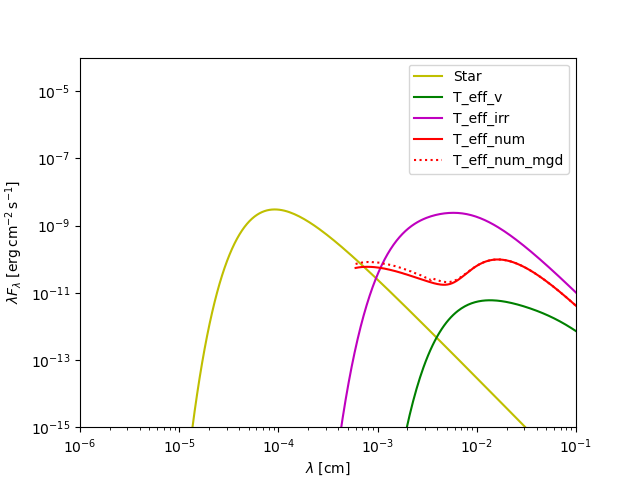 Star
T_eff_v
T_eff_irr
T_eff_num
T_eff_num_mgd
10⁻⁵
10⁻⁷
10⁻⁹
10⁻¹¹
10⁻¹³
10⁻¹⁵
λF_λ [erg cm⁻² s⁻¹]
10⁻⁶ 10⁻⁵ 10⁻⁴ 10⁻³ 10⁻² 10⁻¹
λ [cm]